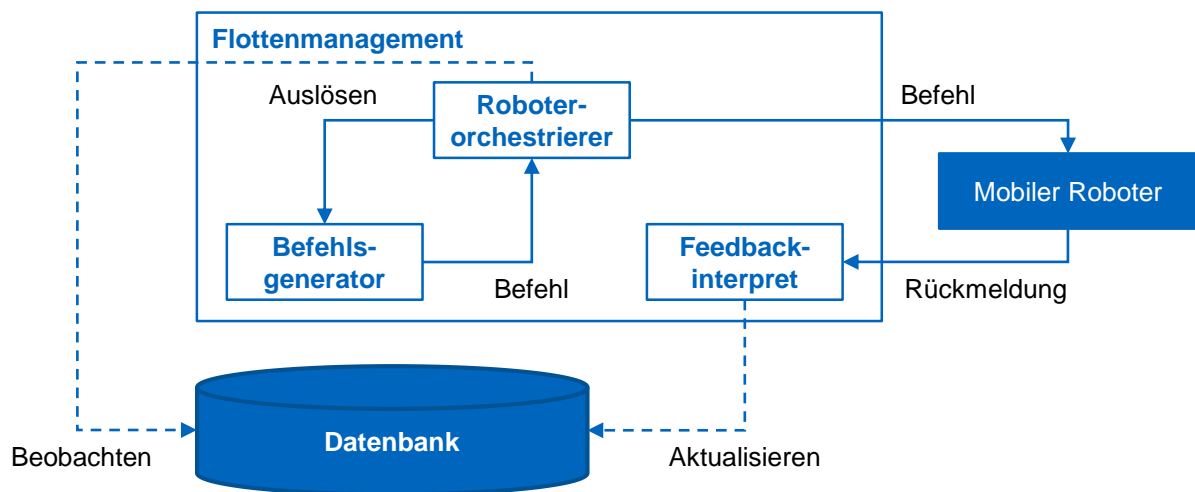 Flottenmanagement
Auslösen
Roboter-
orchestrierer
Befehl
Mobiler Roboter
Befehls-
generator
Befehl
Feedback-
interpret
Rückmeldung
Datenbank
Beobachten
Aktualisieren